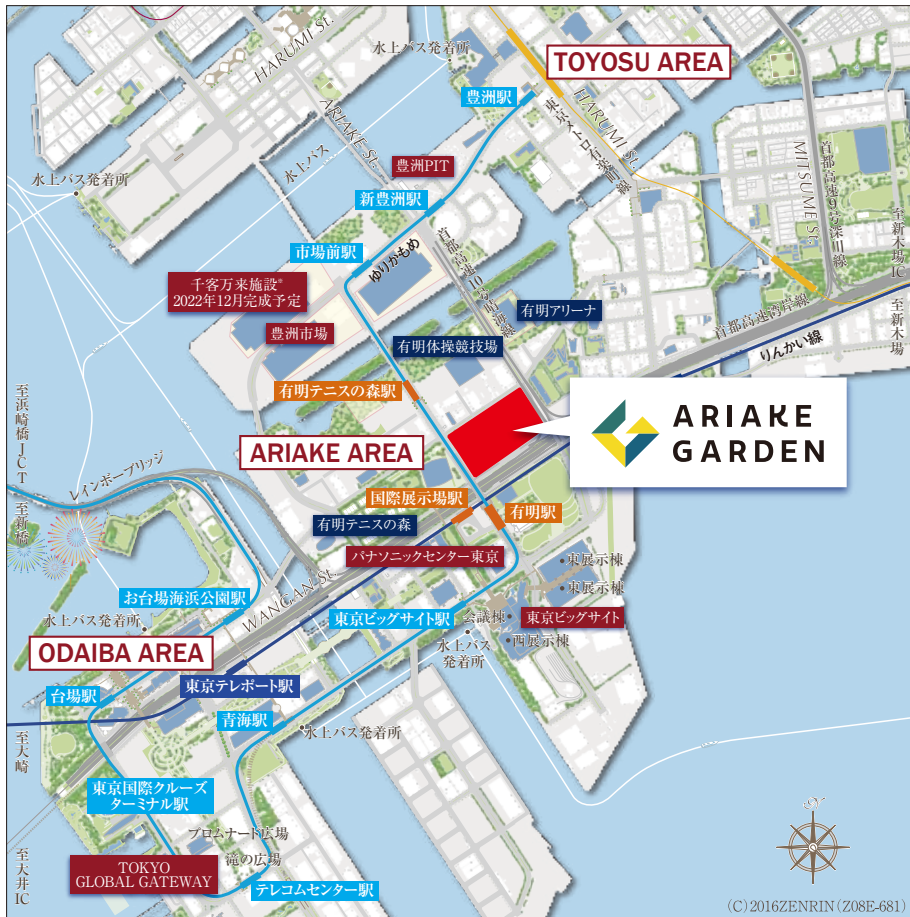 HARUMI St.
水上バス発着所
TOYOSU AREA
豊洲駅
HARUMI St.
東京メトロ有楽町線
ARIAKE St.
水上バス
豊洲PIT
MITSUME St.
首都高速9号深川線
至新木場IC
水上バス発着所
新豊洲駅
市場前駅
ゆりかもめ
首都高速10号晴海線
千客万来施設※
2022年12月完成予定
有明アリーナ
首都高速湾岸線
至新木場
豊洲市場
有明体操競技場
りんかい線
有明テニスの森駅
至浜崎橋JCT
ARIAKE
GARDEN
ARIAKE AREA
レインボーブリッジ
国際展示場駅
至新橋
有明駅
有明テニスの森
パナソニックセンター東京
東展示棟
東展示棟
WANGAN St.
お台場海浜公園駅
東京ビッグサイト駅
会議棟
東京ビッグサイト
水上バス発着所
水上バス
発着所
西展示棟
ODAIBA AREA
東京テレポート駅
台場駅
青海駅
水上バス発着所
至大崎
東京国際クルーズ
ターミナル駅
プロムナード広場
滝の広場
至大井IC
TOKYO
GLOBAL GATEWAY
テレコムセンター駅
N
(C)2016ZENRIN(Z08E-681)